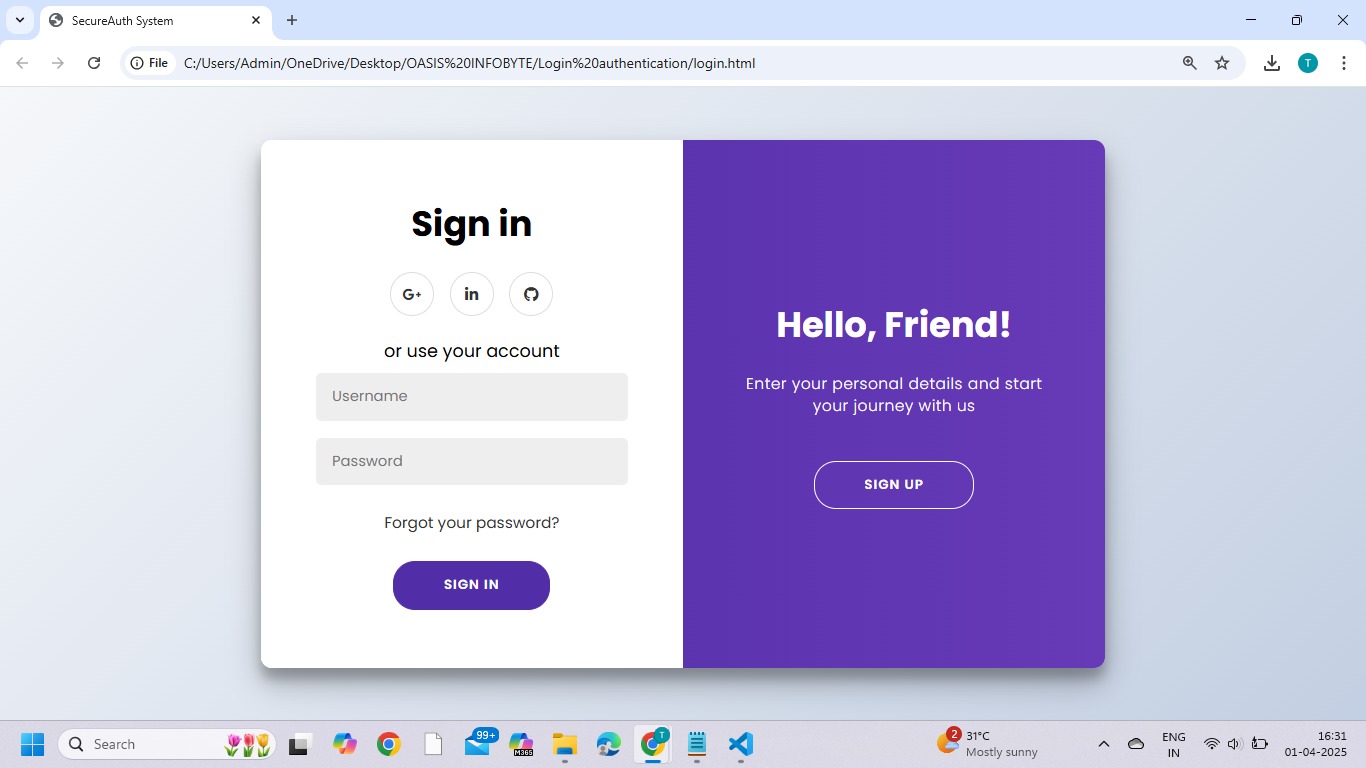 SecureAuth System
File
C:/Users/Admin/OneDrive/Desktop/OASIS%20INFOBYTE/Login%20authentication/login.html
T
Sign in
G+
in
or use your account
Username
Password
Forgot your password?
SIGN IN
Hello, Friend!
Enter your personal details and start
your journey with us
SIGN UP
Search
99+
M365
T
2
31°C
Mostly sunny
ENG
IN
16:31
01-04-2025